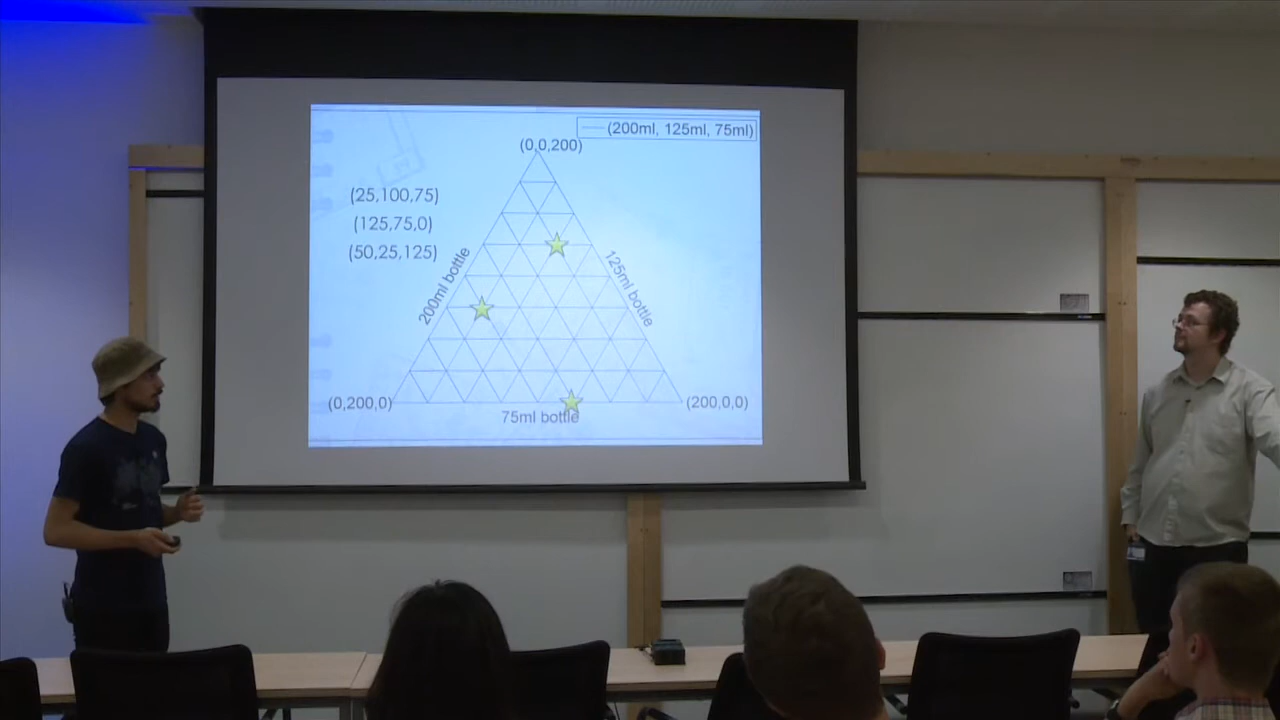 (200ml, 125ml, 75ml)
(0,0,200)
(25,100,75)
(125,75,0)
(50,25,125)
200ml bottle
125ml bottle
(0,200,0)
75ml bottle
(200,0,0)